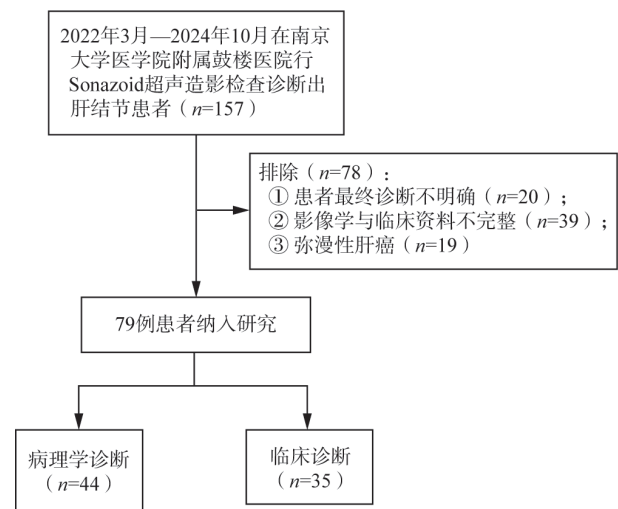 2022年3月—2024年10月在南京
大学医学院附属鼓楼医院行
Sonazoid超声造影检查诊断出
肝结节患者（n=157）
排除（n=78）：
① 患者最终诊断不明确（n=20）；
② 影像学与临床资料不完整（n=39）；
③ 弥漫性肝癌（n=19）
79例患者纳入研究
病理学诊断
（n=44）
临床诊断
（n=35）